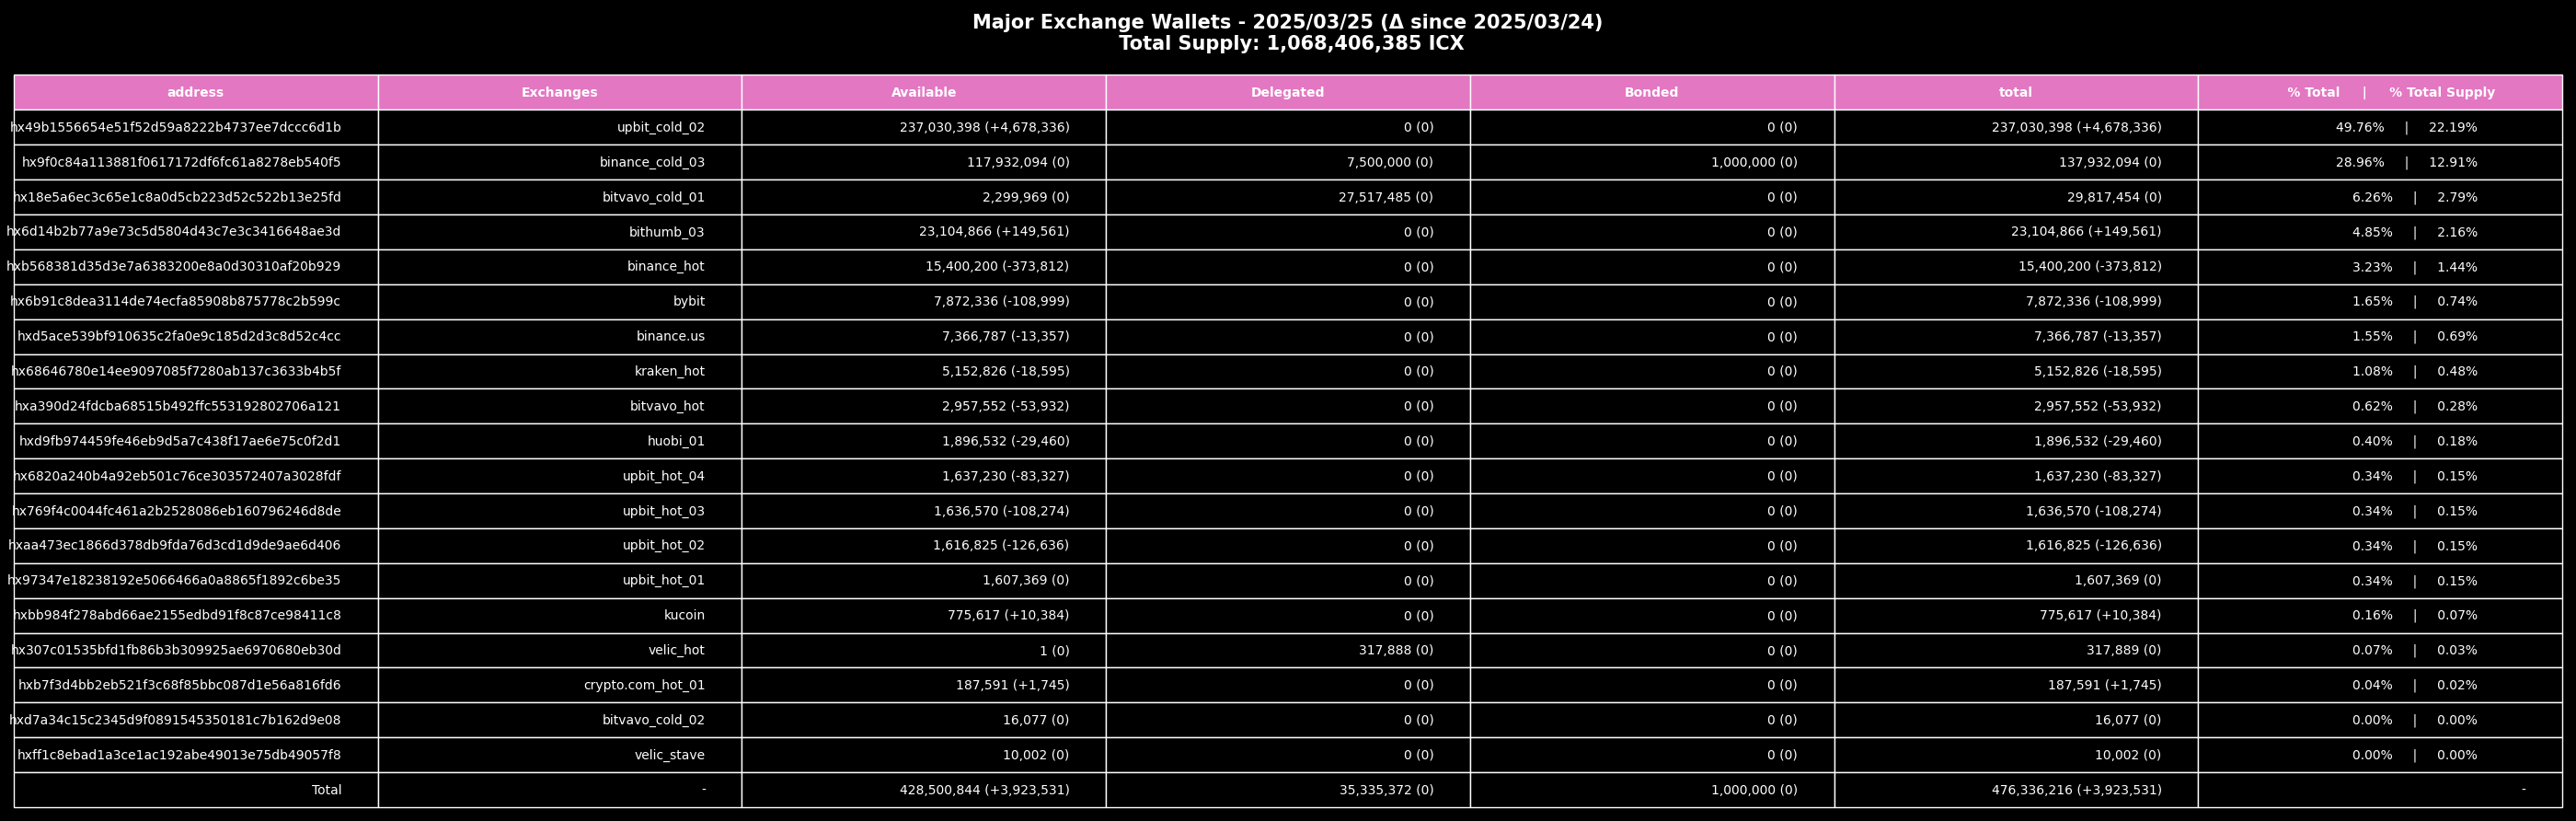 Major Exchange Wallets - 2025/03/25 (Δ since 2025/03/24)
Total Supply: 1,068,406,385 ICX
address Exchanges Available Delegated Bonded total % Total | % Total Supply
hx49b1556654e51f52d59a8222b4737ee7dccc6d1b upbit_cold_02 237,030,398 (+4,678,336) 0 (0) 0 (0) 237,030,398 (+4,678,336) 49.76% | 22.19%
hx9f0c84a113881f0617172df6fc61a8278eb540f5 binance_cold_03 117,932,094 (0) 7,500,000 (0) 1,000,000 (0) 137,932,094 (0) 28.96% | 12.91%
hx18e5a6ec3c65e1c8a0d5cb223d52c522b13e25fd bitvavo_cold_01 2,299,969 (0) 27,517,485 (0) 0 (0) 29,817,454 (0) 6.26% | 2.79%
hx6d14b2b77a9e73c5d5804d43c7e3c3416648ae3d bithumb_03 23,104,866 (+149,561) 0 (0) 0 (0) 23,104,866 (+149,561) 4.85% | 2.16%
hxb568381d35d3e7a6383200e8a0d30310af20b929 binance_hot 15,400,200 (-373,812) 0 (0) 0 (0) 15,400,200 (-373,812) 3.23% | 1.44%
hx6b91c8dea3114de74ecfa85908b875778c2b599c bybit 7,872,336 (-108,999) 0 (0) 0 (0) 7,872,336 (-108,999) 1.65% | 0.74%
hxd5ace539bf910635c2fa0e9c185d2d3c8d52c4cc binance.us 7,366,787 (-13,357) 0 (0) 0 (0) 7,366,787 (-13,357) 1.55% | 0.69%
hx68646780e14ee9097085f7280ab137c3633b4b5f kraken_hot 5,152,826 (-18,595) 0 (0) 0 (0) 5,152,826 (-18,595) 1.08% | 0.48%
hxa390d24fdcba68515b492ffc553192802706a121 bitvavo_hot 2,957,552 (-53,932) 0 (0) 0 (0) 2,957,552 (-53,932) 0.62% | 0.28%
hxd9fb974459fe46eb9d5a7c438f17ae6e75c0f2d1 huobi_01 1,896,532 (-29,460) 0 (0) 0 (0) 1,896,532 (-29,460) 0.40% | 0.18%
hx6820a240b4a92eb501c76ce303572407a3028fdf upbit_hot_04 1,637,230 (-83,327) 0 (0) 0 (0) 1,637,230 (-83,327) 0.34% | 0.15%
hx769f4c0044fc461a2b2528086eb160796246d8de upbit_hot_03 1,636,570 (-108,274) 0 (0) 0 (0) 1,636,570 (-108,274) 0.34% | 0.15%
hxaa473ec1866d378db9fda76d3cd1d9de9ae6d406 upbit_hot_02 1,616,825 (-126,636) 0 (0) 0 (0) 1,616,825 (-126,636) 0.34% | 0.15%
hx97347e18238192e5066466a0a8865f1892c6be35 upbit_hot_01 1,607,369 (0) 0 (0) 0 (0) 1,607,369 (0) 0.34% | 0.15%
hxbb984f278abd66ae2155edbd91f8c87ce98411c8 kucoin 775,617 (+10,384) 0 (0) 0 (0) 775,617 (+10,384) 0.16% | 0.07%
hx307c01535bfd1fb86b3b309925ae6970680eb30d velic_hot 1 (0) 317,888 (0) 0 (0) 317,889 (0) 0.07% | 0.03%
hxb7f3d4bb2eb521f3c68f85bbc087d1e56a816fd6 crypto.com_hot_01 187,591 (+1,745) 0 (0) 0 (0) 187,591 (+1,745) 0.04% | 0.02%
hxd7a34c15c2345d9f0891545350181c7b162d9e08 bitvavo_cold_02 16,077 (0) 0 (0) 0 (0) 16,077 (0) 0.00% | 0.00%
hxff1c8ebad1a3ce1ac192abe49013e75db49057f8 velic_stave 10,002 (0) 0 (0) 0 (0) 10,002 (0) 0.00% | 0.00%
Total - 428,500,844 (+3,923,531) 35,335,372 (0) 1,000,000 (0) 476,336,216 (+3,923,531) -